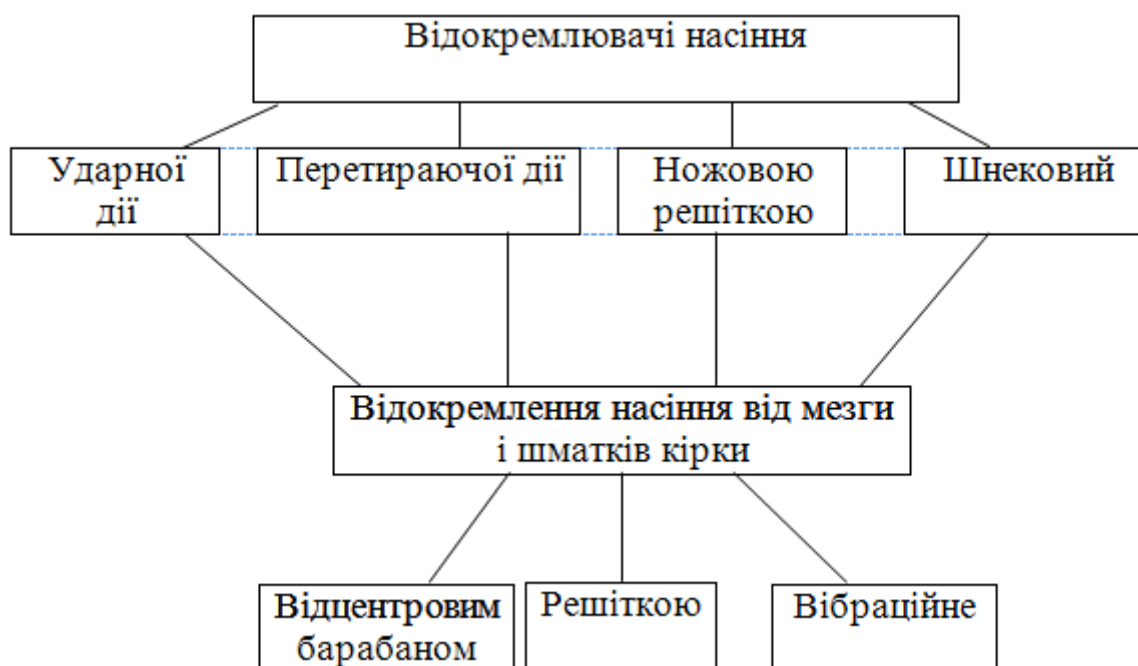 Відокремлювачі насіння
Ударної
дії
Перетираючої дії
Ножовою
решіткою
Шнековий
Відокремлення насіння від мезги
і шматків кірки
Відцентровим
барабаном
Решіткою
Вібраційне